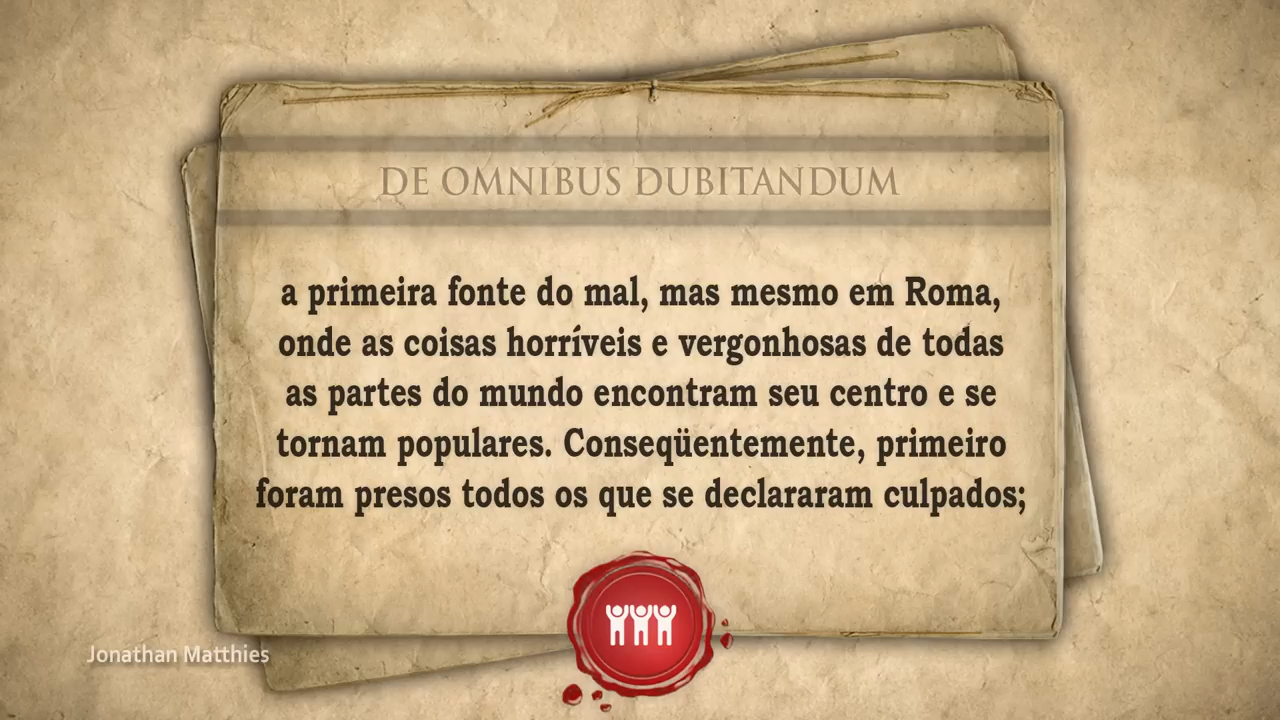 DE OMNIBUS DUBITANDUM
a primeira fonte do mal, mas mesmo em Roma,
onde as coisas horríveis e vergonhosas de todas
as partes do mundo encontram seu centro e se
tornam populares. Conseqüentemente, primeiro
foram presos todos os que se declararam culpados;
Jonathan Matthies